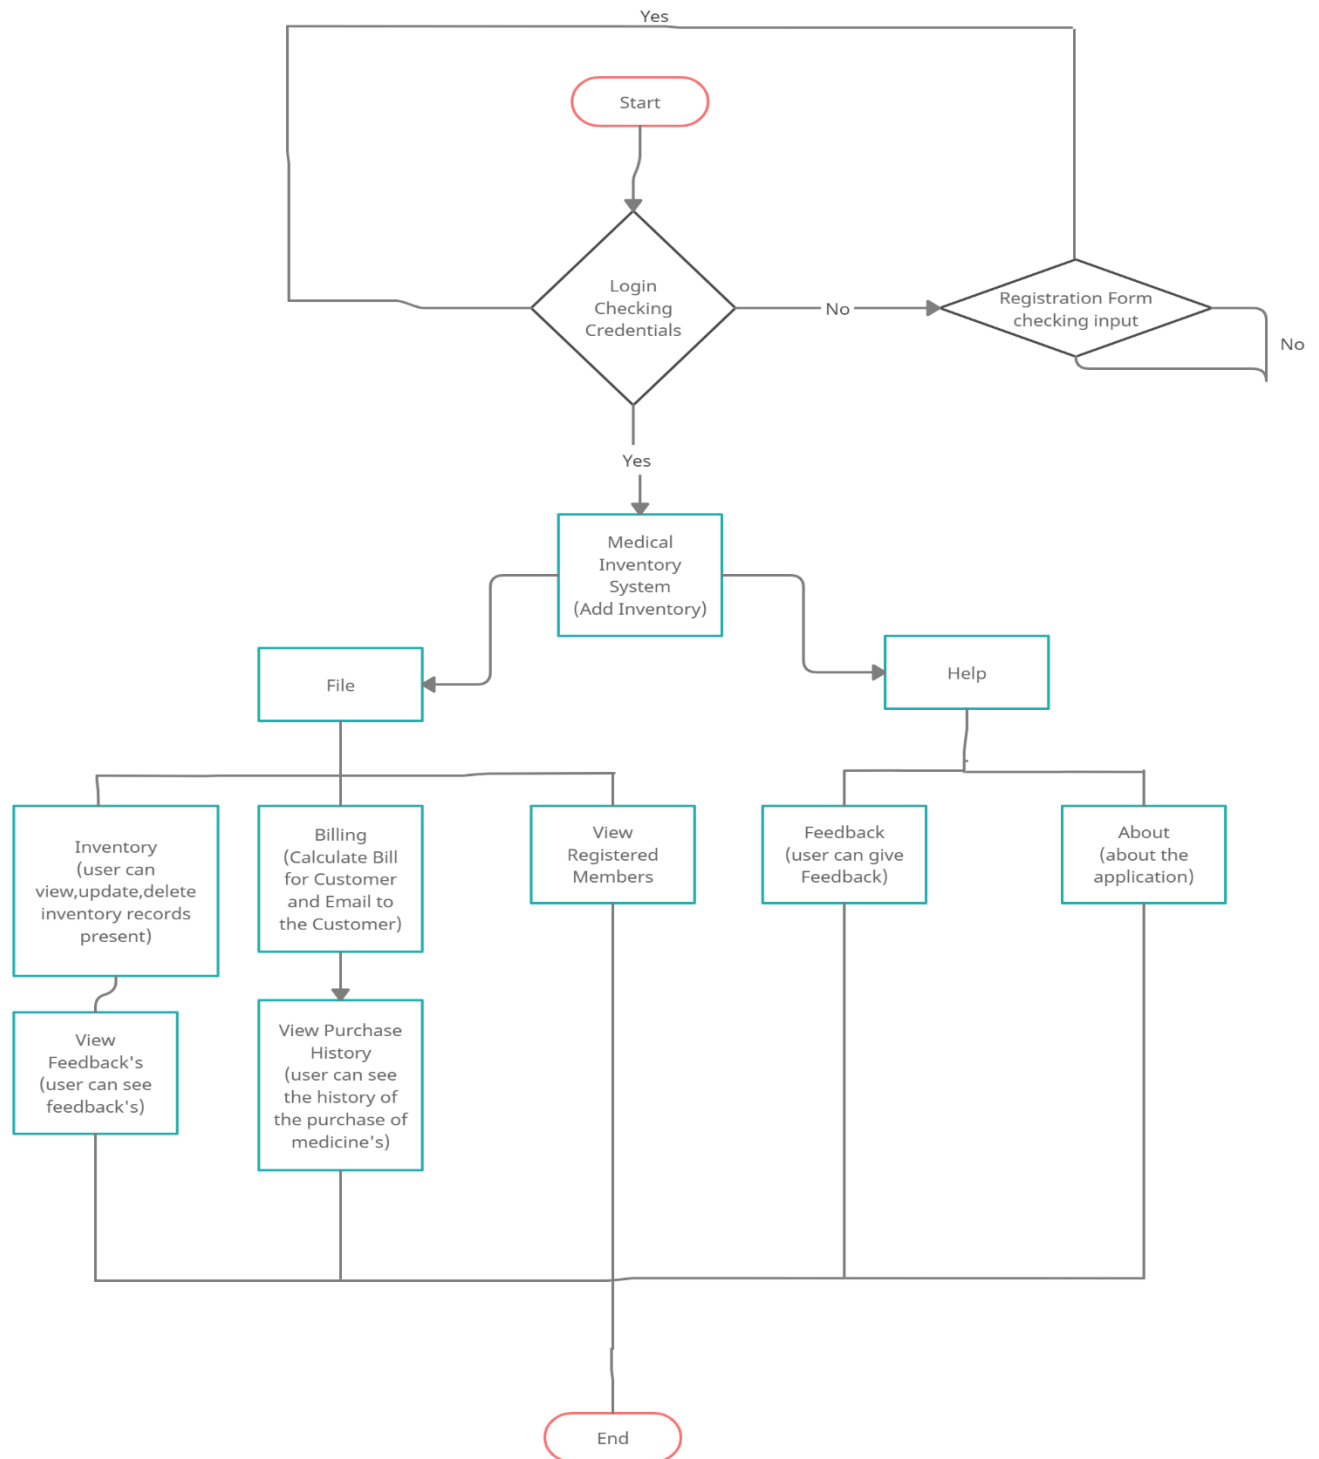 Yes
Start
Login
Checking
Credentials
No
Registration Form
checking input
No
Yes
Medical
Inventory
System
(Add Inventory)
File
Help
Inventory
(user can
view,update,delete
inventory records
present)
Billing
(Calculate Bill
for Customer
and Email to
the Customer)
View
Registered
Members
Feedback
(user can give
Feedback)
About
(about the
application)
View
Feedback's
(user can see
feedback's)
View Purchase
History
(user can see
the history of
the purchase of
medicine's)
End